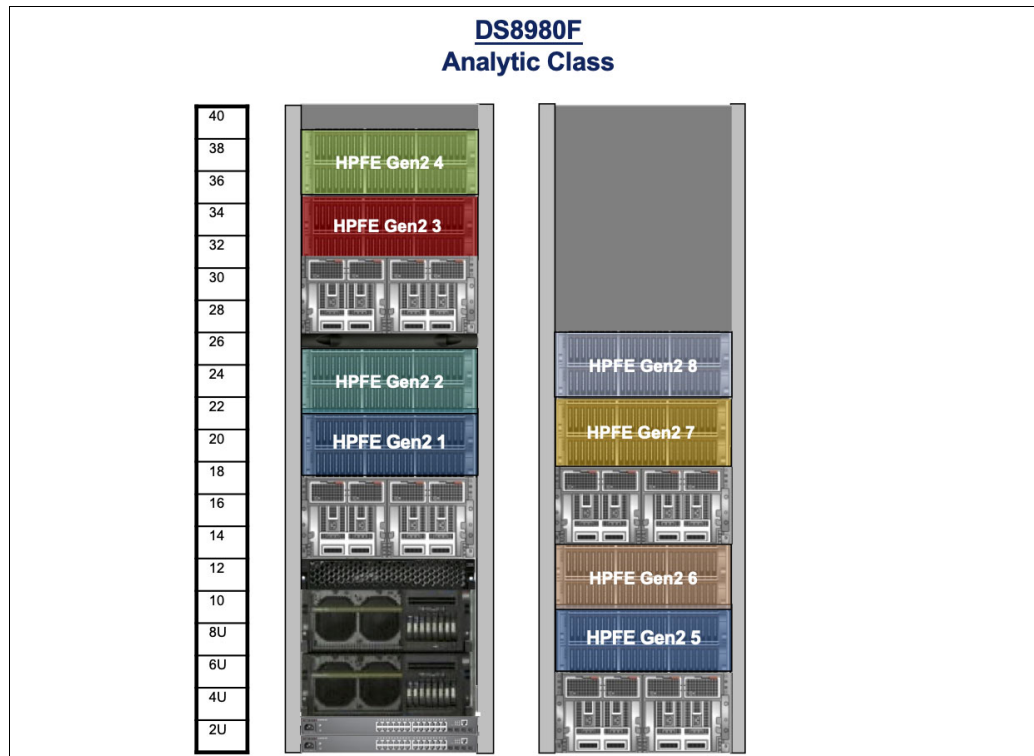 DS8980F
Analytic Class
40
38
36
34
32
30
28
26
24
22
20
18
16
14
12
10
8U
6U
4U
2U
HPFE Gen2 4
HPFE Gen2 3
HPFE Gen2 2
HPFE Gen2 1
HPFE Gen2 8
HPFE Gen2 7
HPFE Gen2 6
HPFE Gen2 5